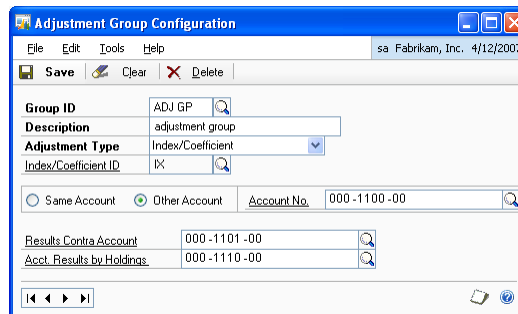 Adjustment Group Configuration
File Edit Tools Help sa Fabrikam, Inc. 4/12/2007
Save Clear Delete
Group ID ADJ GP
Description adjustment group
Adjustment Type Index/Coefficient
Index/Coefficient ID IX
Same Account Other Account Account No. 000 -1100 -00
Results Contra Account 000 -1101 -00
Acct. Results by Holdings 000 -1110 -00